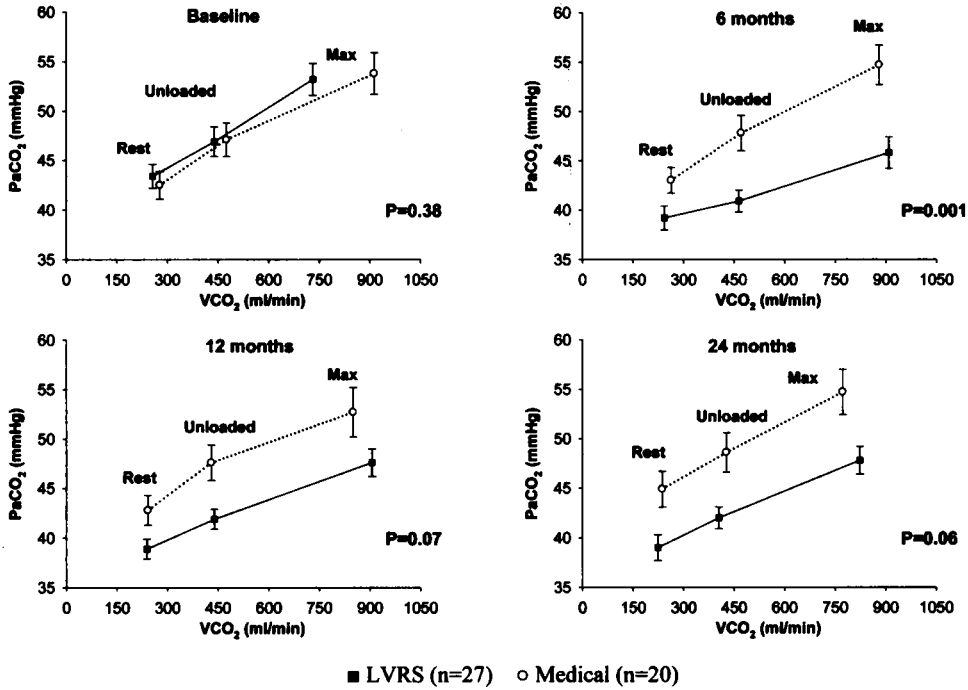 Baseline
60
55
50
45
40
35
PaCO2 (mmHg)
Rest
Unloaded
Max
P=0.38
0 150 300 450 600 750 900 1050
VCO2 (ml/min)
6 months
60
55
50
45
40
35
PaCO2 (mmHg)
Rest
Unloaded
Max
P=0.001
0 150 300 450 600 750 900 1050
VCO2 (ml/min)
12 months
60
55
50
45
40
35
PaCO2 (mmHg)
Rest
Unloaded
Max
P=0.07
0 150 300 450 600 750 900 1050
VCO2 (ml/min)
24 months
60
55
50
45
40
35
PaCO2 (mmHg)
Rest
Unloaded
Max
P=0.06
0 150 300 450 600 750 900 1050
VCO2 (ml/min)
■ LVRS (n=27) ○ Medical (n=20)